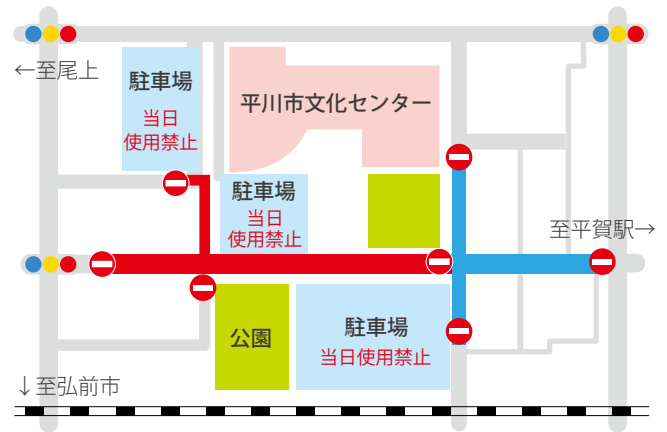 ←至尾上
駐車場
当日
使用禁止
平川市文化センター
駐車場
当日
使用禁止
至平賀駅→
公園
駐車場
当日使用禁止
↓至弘前市